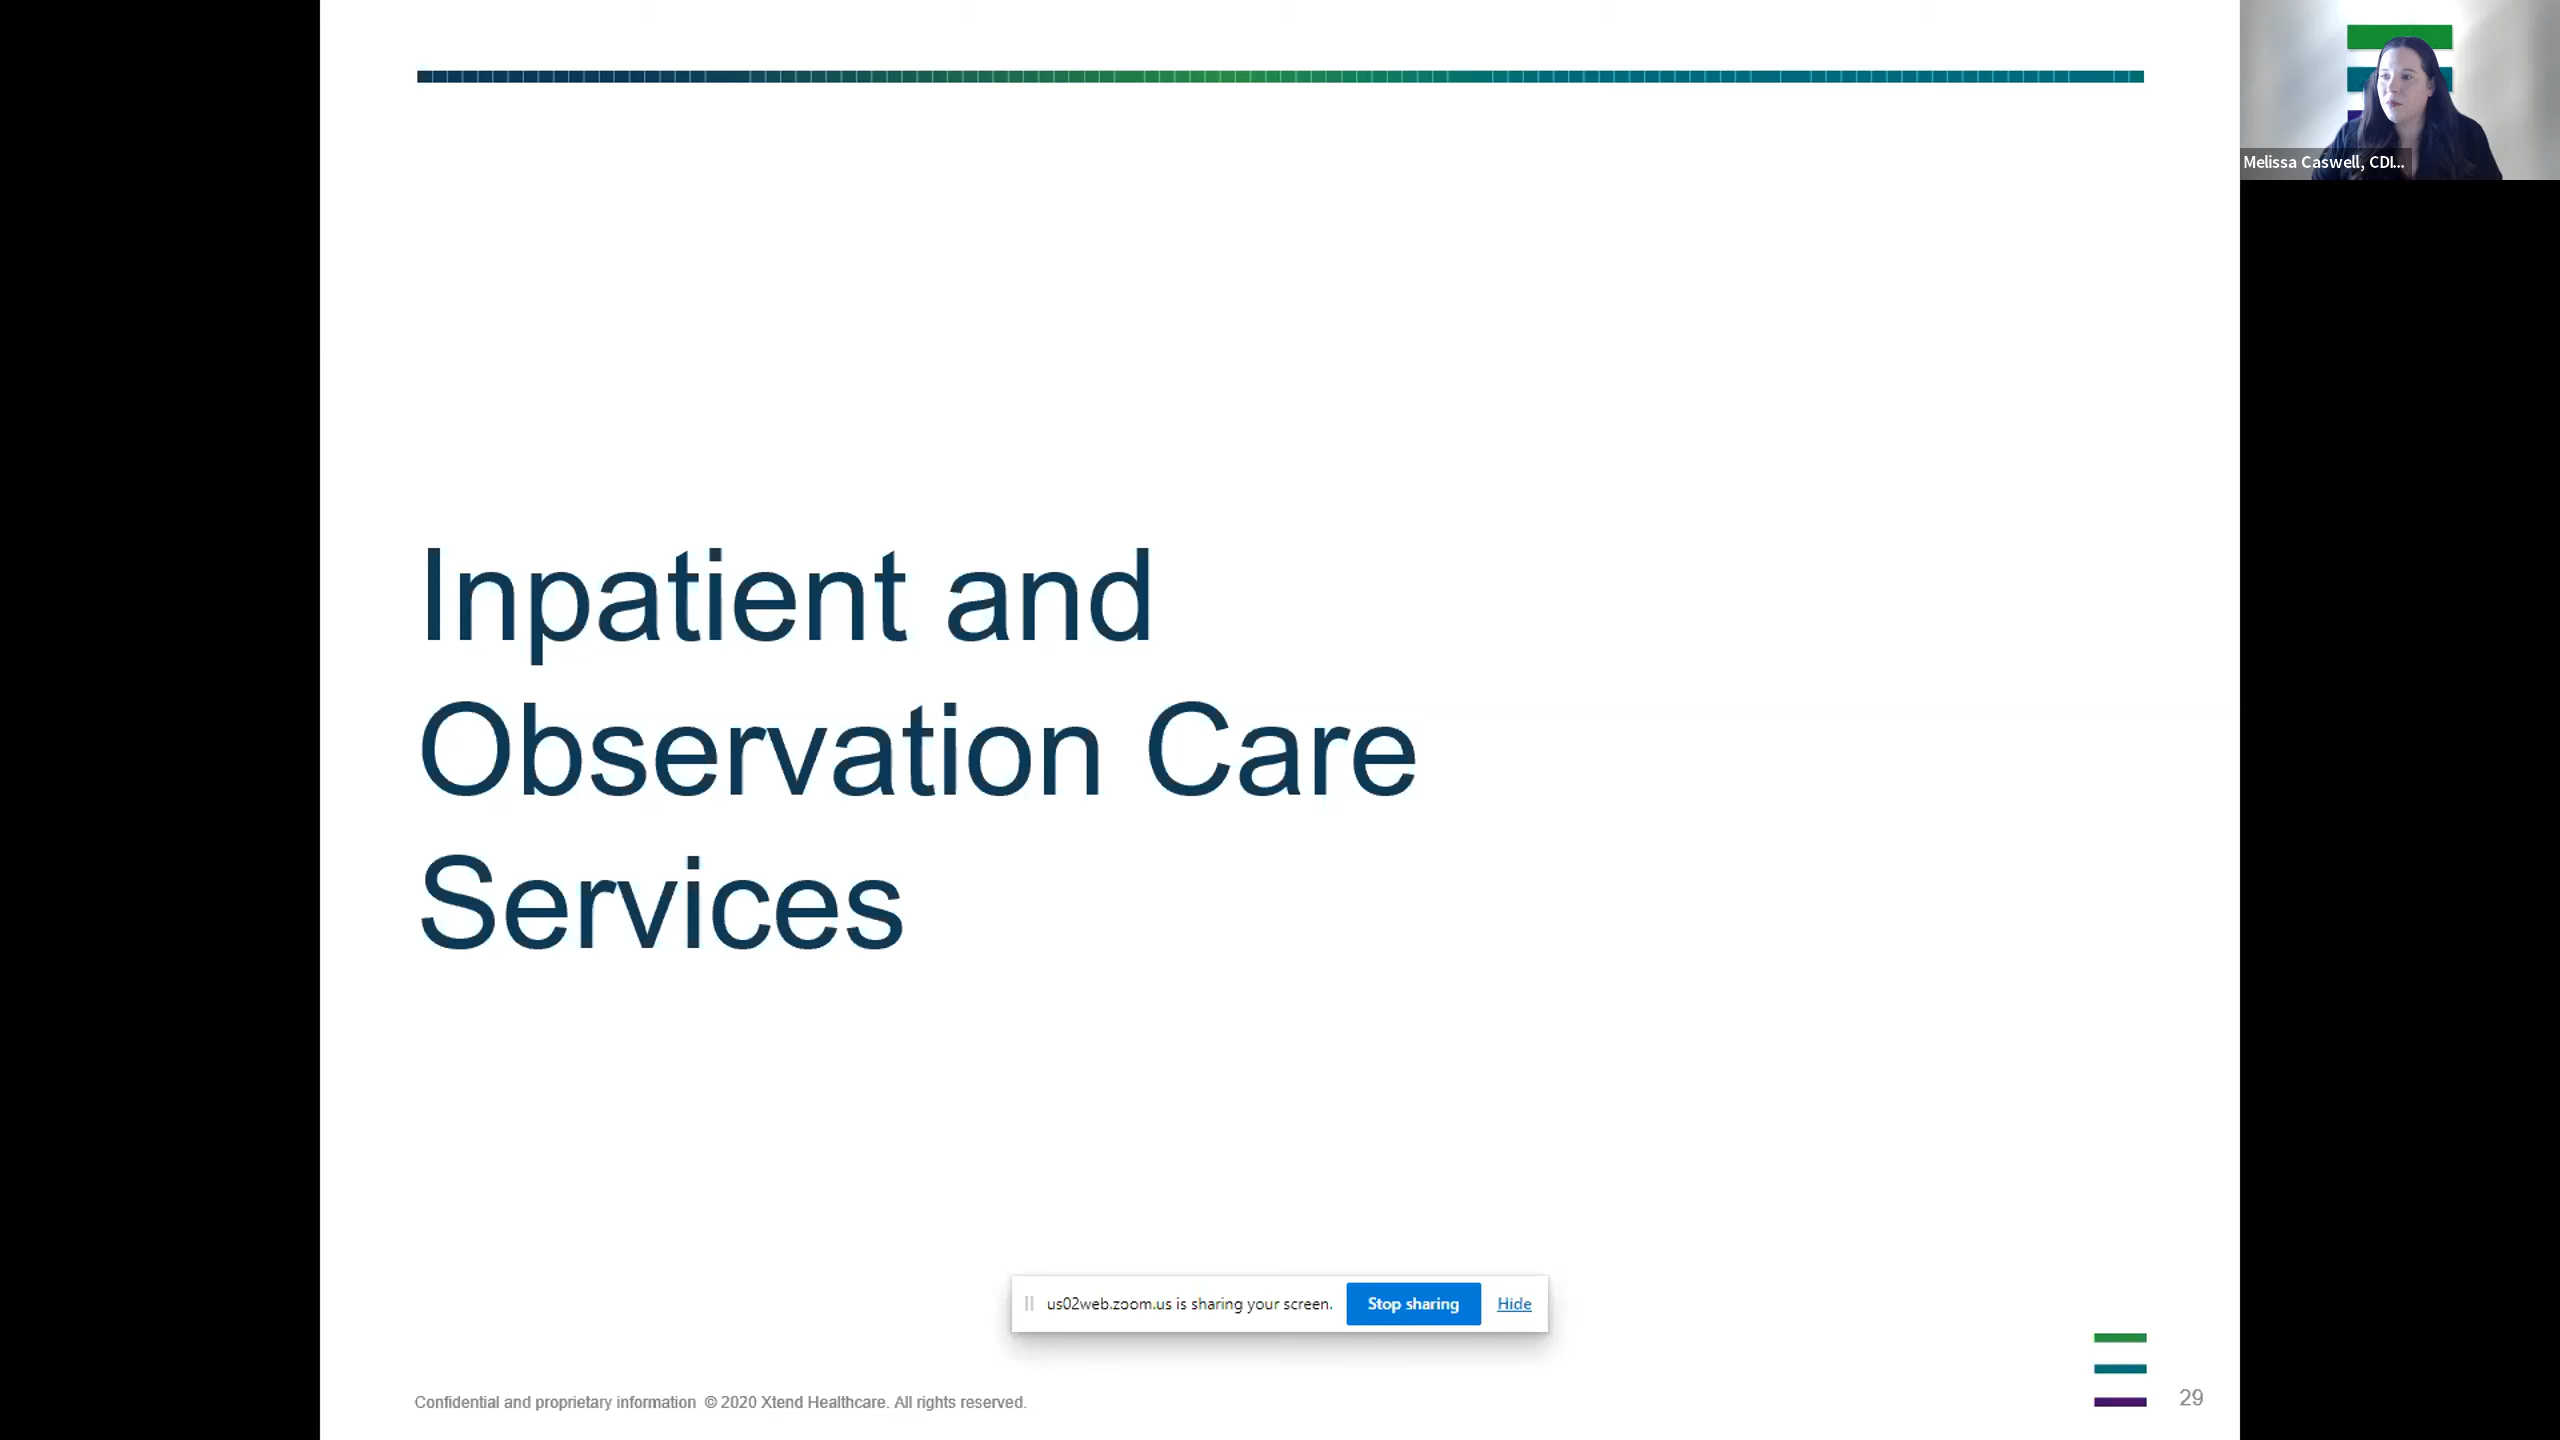 Melissa Caswell, CDI...
Inpatient and
Observation Care
Services
us02web.zoom.us is sharing your screen. Stop sharing Hide
Confidential and proprietary information © 2020 Xtend Healthcare. All rights reserved.
29